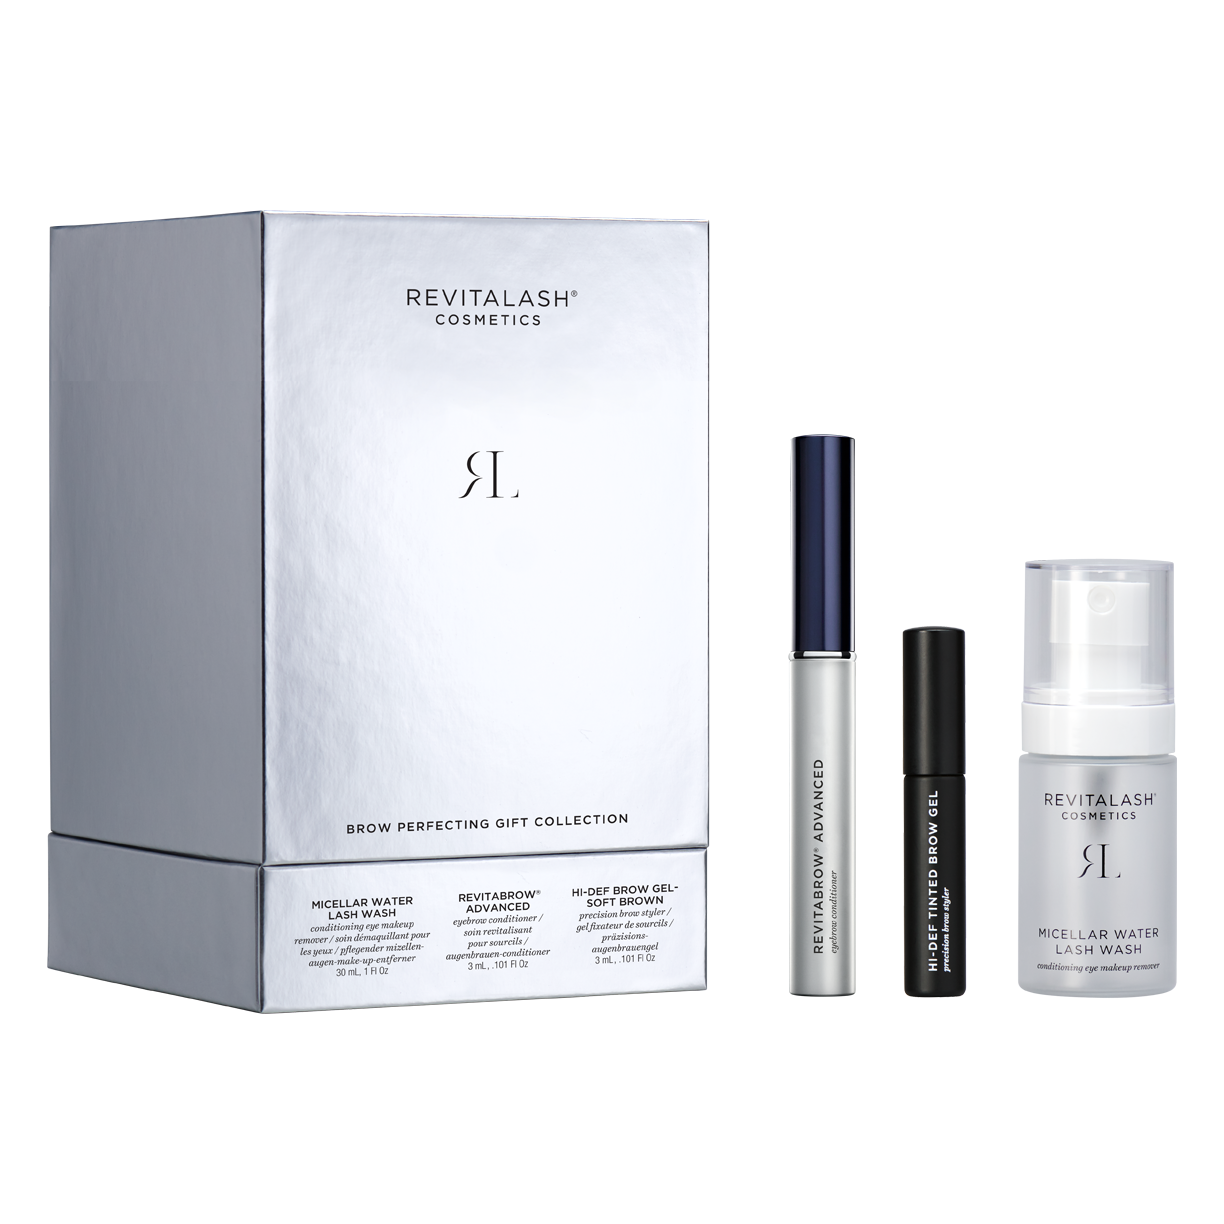 REVITALASH®
COSMETICS
RL
BROW PERFECTING GIFT COLLECTION
MICELLAR WATER
LASH WASH
conditioning eye makeup
remover / soin démaquillant pour
les yeux / pflegender mizellen-
augen-make-up-entferner
30 mL, 1 Fl Oz
REVITABROW®
ADVANCED
eyebrow conditioner /
soin revitalisant
pour sourcils /
augenbrauen-conditioner
3 mL, .101 Fl Oz
HI-DEF BROW GEL-
SOFT BROWN
precision brow styler /
gel fixateur de sourcils /
präzisions-
augenbrauengel
3 mL, .101 Fl Oz
REVITABROW® ADVANCED
eyebrow conditioner
HI-DEF TINTED BROW GEL
precision brow styler
REVITALASH®
COSMETICS
RL
MICELLAR WATER
LASH WASH
conditioning eye makeup remover